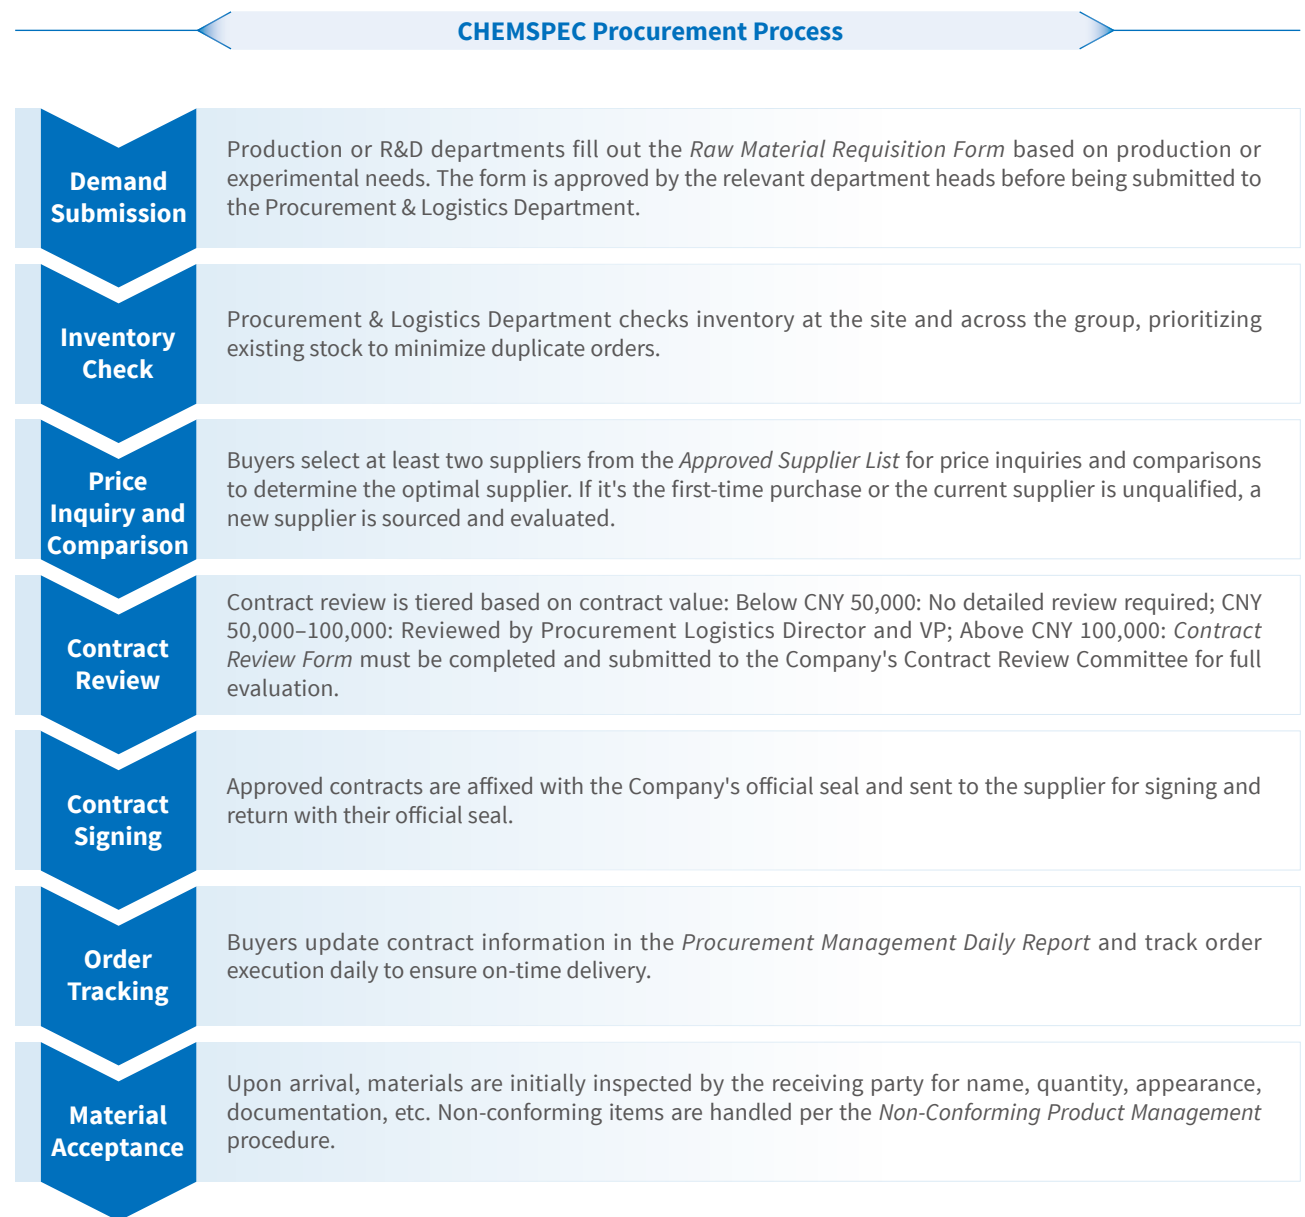 CHEMSPEC Procurement Process
Demand
Submission
Production or R&D departments fill out the Raw Material Requisition Form based on production or
experimental needs. The form is approved by the relevant department heads before being submitted to
the Procurement & Logistics Department.
Inventory
Check
Procurement & Logistics Department checks inventory at the site and across the group, prioritizing
existing stock to minimize duplicate orders.
Price
Inquiry and
Comparison
Buyers select at least two suppliers from the Approved Supplier List for price inquiries and comparisons
to determine the optimal supplier. If it's the first-time purchase or the current supplier is unqualified, a
new supplier is sourced and evaluated.
Contract
Review
Contract review is tiered based on contract value: Below CNY 50,000: No detailed review required; CNY
50,000–100,000: Reviewed by Procurement Logistics Director and VP; Above CNY 100,000: Contract
Review Form must be completed and submitted to the Company's Contract Review Committee for full
evaluation.
Contract
Signing
Approved contracts are affixed with the Company's official seal and sent to the supplier for signing and
return with their official seal.
Order
Tracking
Buyers update contract information in the Procurement Management Daily Report and track order
execution daily to ensure on-time delivery.
Material
Acceptance
Upon arrival, materials are initially inspected by the receiving party for name, quantity, appearance,
documentation, etc. Non-conforming items are handled per the Non-Conforming Product Management
procedure.